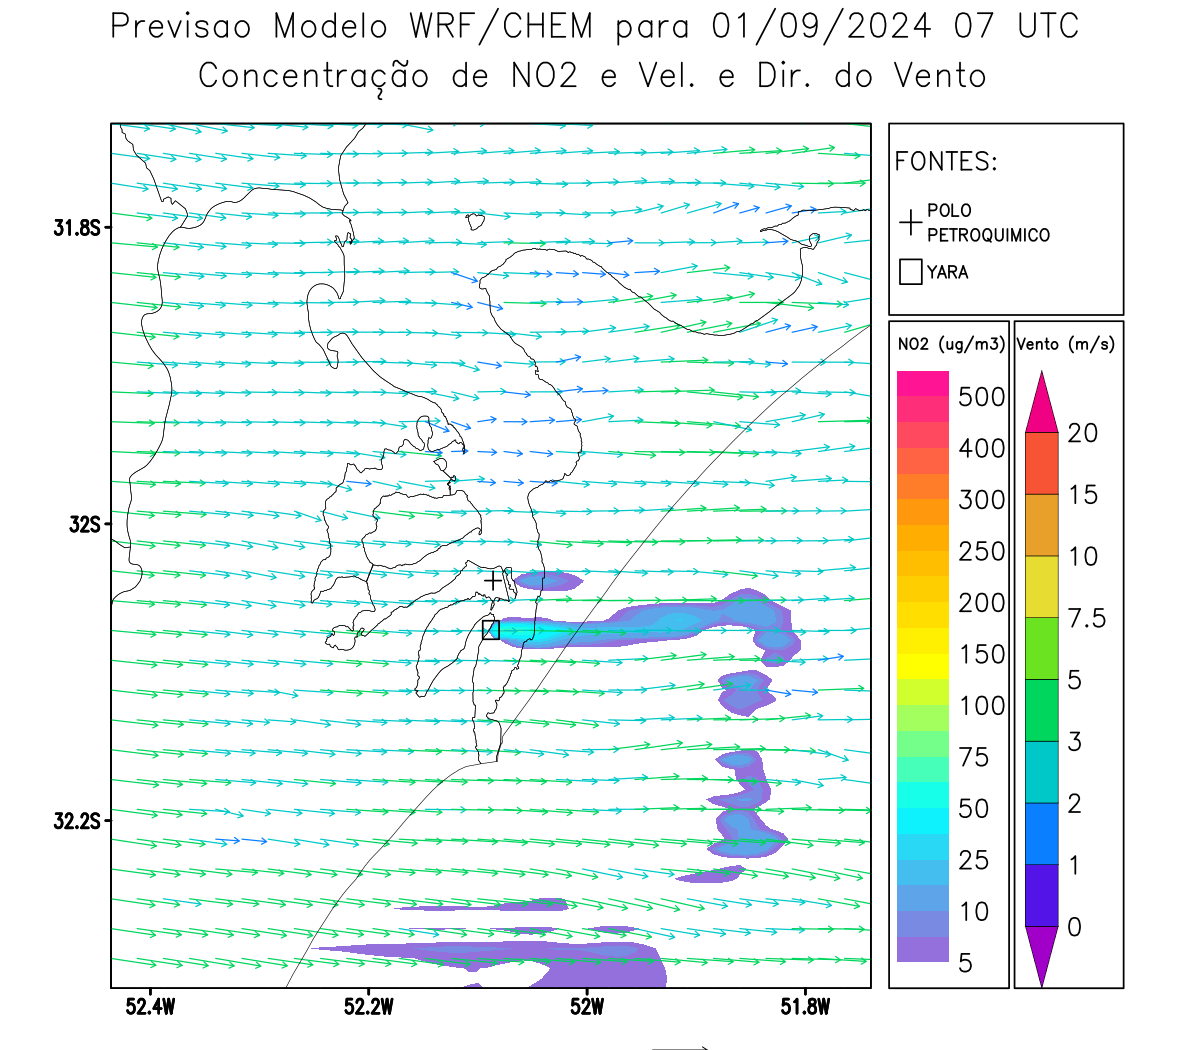 Previsao Modelo WRF/CHEM para 01/09/2024 07 UTC
Concentração de NO2 e Vel. e Dir. do Vento
FONTES:
POLO
PETROQUIMICO
YARA
NO2 (ug/m3)
500
400
300
250
200
150
100
75
50
25
10
5
Vento (m/s)
20
15
10
7.5
5
3
2
1
0
31.8S
32S
32.2S
52.4W
52.2W
52W
51.8W